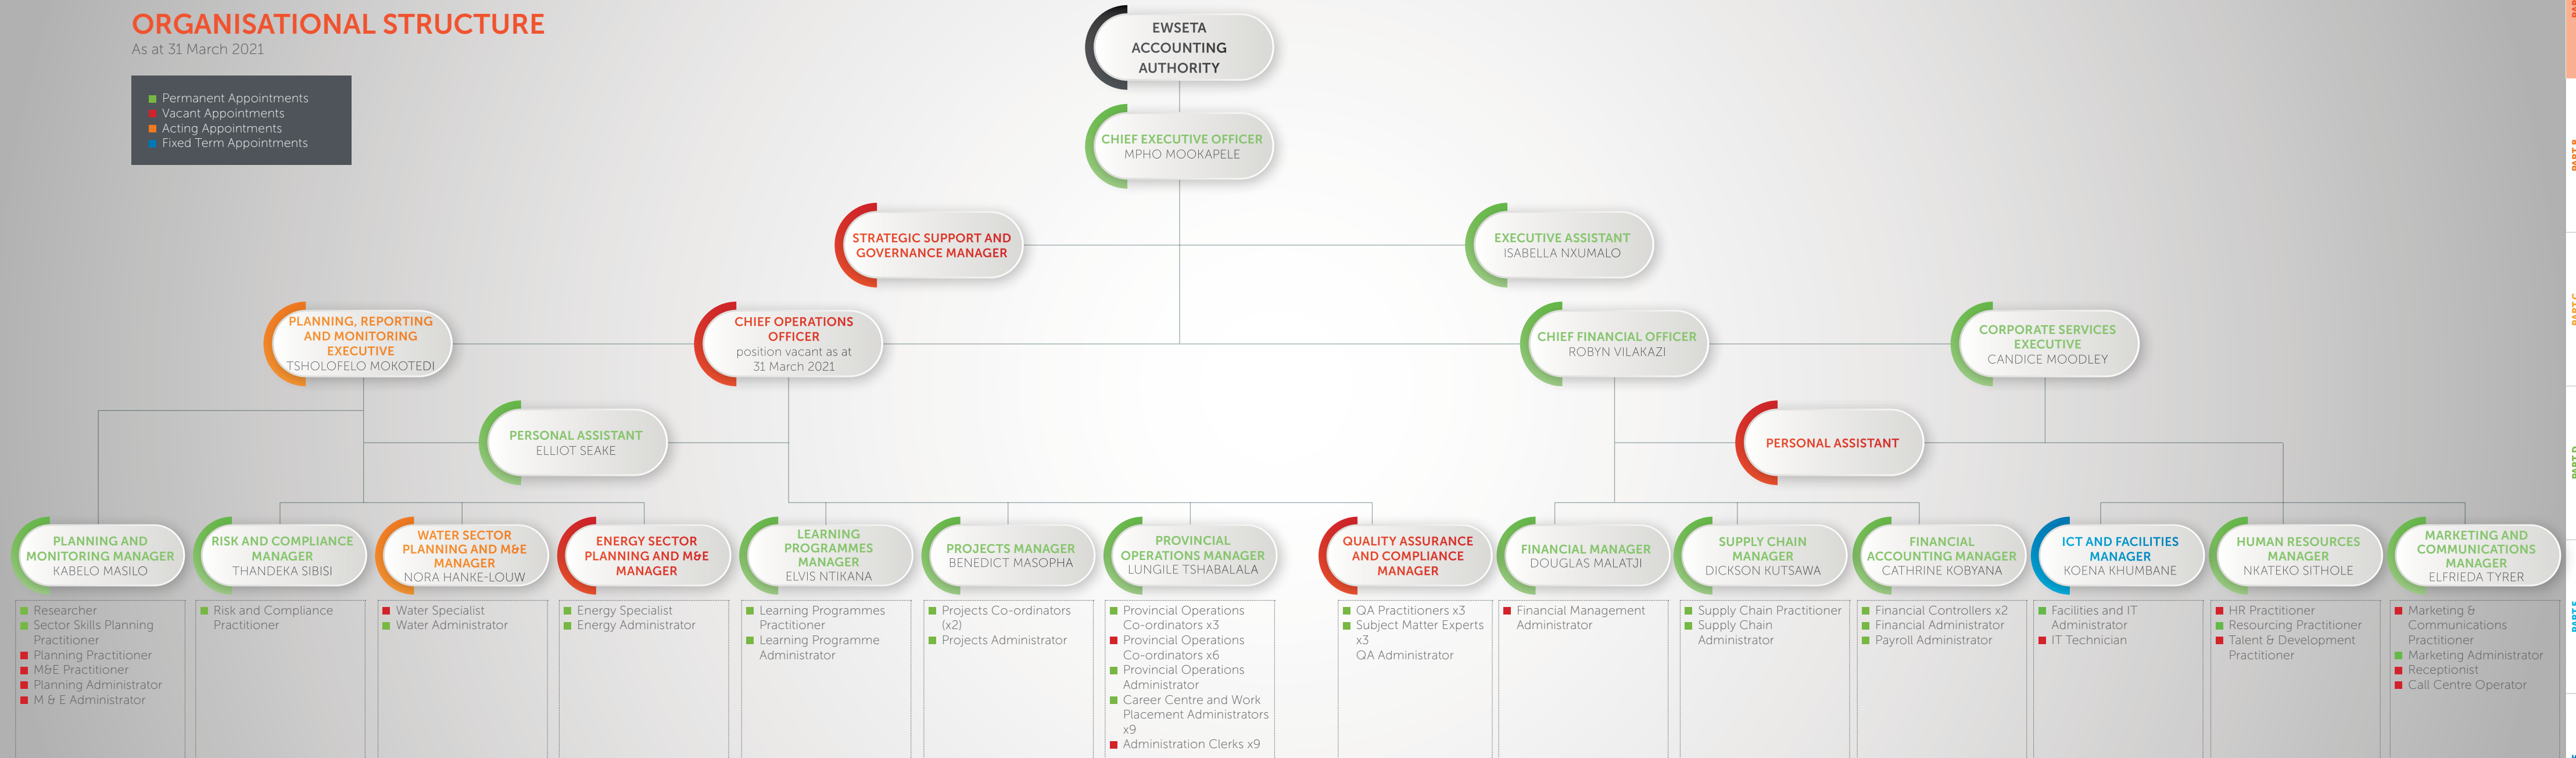 ORGANISATIONAL STRUCTURE
As at 31 March 2021
Permanent Appointments
Vacant Appointments
Acting Appointments
Fixed Term Appointments
EWSETA
ACCOUNTING
AUTHORITY
CHIEF EXECUTIVE OFFICER
MPHO MOOKAPELE
STRATEGIC SUPPORT AND
GOVERNANCE MANAGER
EXECUTIVE ASSISTANT
ISABELLA NXUMALO
PLANNING, REPORTING
AND MONITORING
EXECUTIVE
TSHOLOFELO MOKOTEDI
CHIEF OPERATIONS
OFFICER
position vacant as at
31 March 2021
CHIEF FINANCIAL OFFICER
ROBYN VILAKAZI
CORPORATE SERVICES
EXECUTIVE
CANDICE MOODLEY
PERSONAL ASSISTANT
ELLIOT SEAKE
PERSONAL ASSISTANT
PLANNING AND
MONITORING MANAGER
KABELO MASILO
Researcher
Sector Skills Planning
Practitioner
Planning Practitioner
M&E Practitioner
Planning Administrator
M & E Administrator
RISK AND COMPLIANCE
MANAGER
THANDEKA SIBISI
Risk and Compliance
Practitioner
WATER SECTOR
PLANNING AND M&E
MANAGER
NORA HANKE-LOUW
Water Specialist
Water Administrator
ENERGY SECTOR
PLANNING AND M&E
MANAGER
Energy Specialist
Energy Administrator
LEARNING
PROGRAMMES
MANAGER
ELVIS NTIKANA
Learning Programmes
Practitioner
Learning Programme
Administrator
PROJECTS MANAGER
BENEDICT MASOPHA
Projects Co-ordinators
(x2)
Projects Administrator
PROVINCIAL
OPERATIONS MANAGER
LUNGILE TSHABALALA
Provincial Operations
Co-ordinators x3
Provincial Operations
Co-ordinators x6
Provincial Operations
Administrator
Career Centre and Work
Placement Administrators
x9
Administration Clerks x9
QUALITY ASSURANCE
AND COMPLIANCE
MANAGER
QA Practitioners x3
Subject Matter Experts
x3
QA Administrator
FINANCIAL MANAGER
DOUGLAS MALATJI
Financial Management
Administrator
SUPPLY CHAIN
MANAGER
DICKSON KUTSAWA
Supply Chain Practitioner
Supply Chain
Administrator
FINANCIAL
ACCOUNTING MANAGER
CATHRINE KOBYANA
Financial Controllers x2
Financial Administrator
Payroll Administrator
ICT AND FACILITIES
MANAGER
KOENA KHUMBANE
Facilities and IT
Administrator
IT Technician
HUMAN RESOURCES
MANAGER
NKATEKO SITHOLE
HR Practitioner
Resourcing Practitioner
Talent & Development
Practitioner
MARKETING AND
COMMUNICATIONS
MANAGER
ELFRIEDA TYRER
Marketing &
Communications
Practitioner
Marketing Administrator
Receptionist
Call Centre Operator
PART B
PART C
PART D
PART E